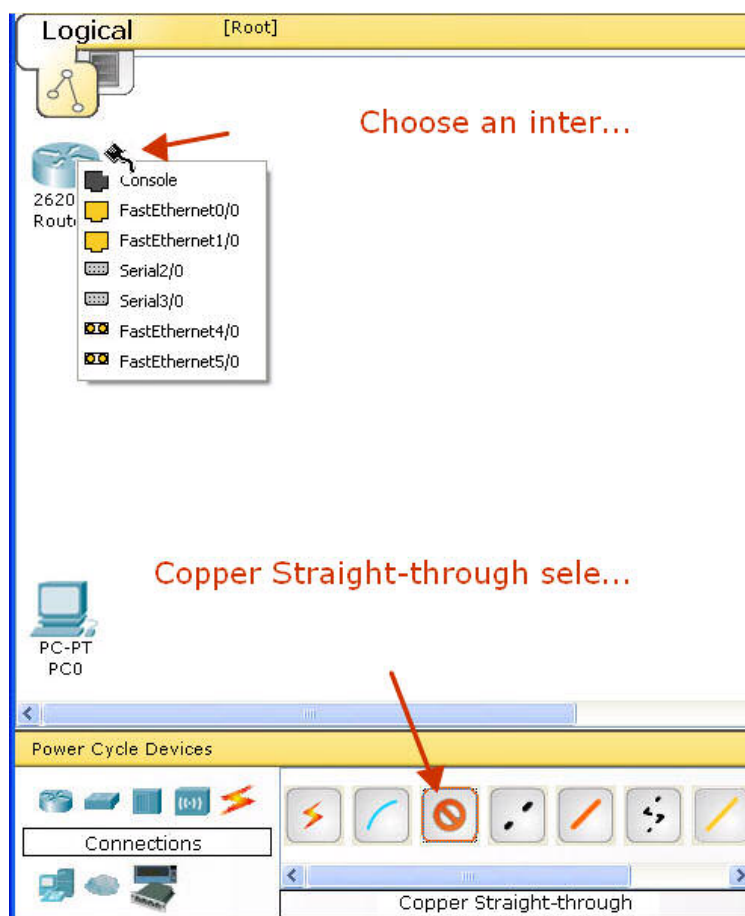 Logical
[Root]
Choose an inter...
Console
FastEthernet0/0
FastEthernet1/0
Serial2/0
Serial3/0
FastEthernet4/0
FastEthernet5/0
2620
Copper Straight-through sele...
PC-PT
PC0
Power Cycle Devices
Connections
Copper Straight-through